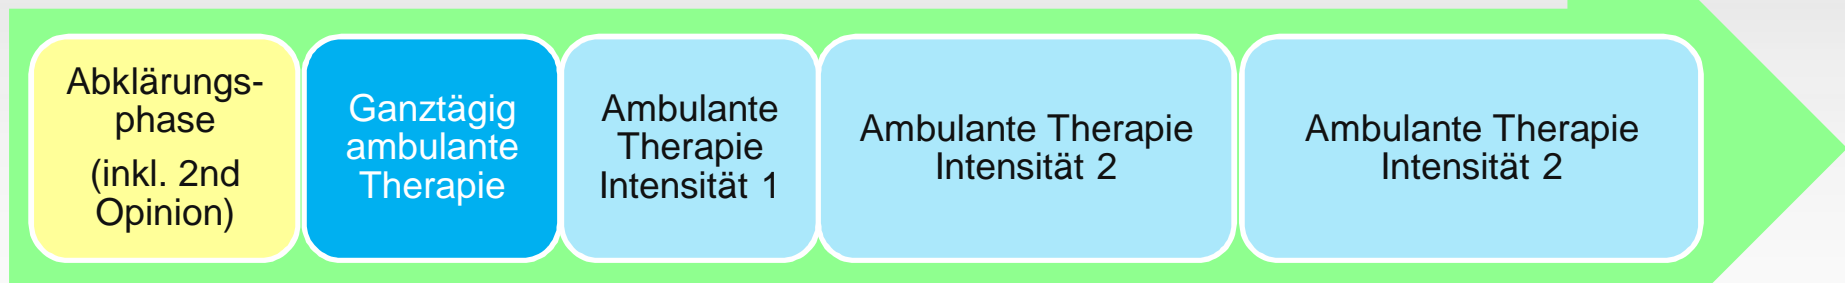 Abklärungs-
phase
(inkl. 2nd
Opinion)
Ganztägig
ambulante
Therapie
Ambulante
Therapie
Intensität 1
Ambulante Therapie
Intensität 2
Ambulante Therapie
Intensität 2